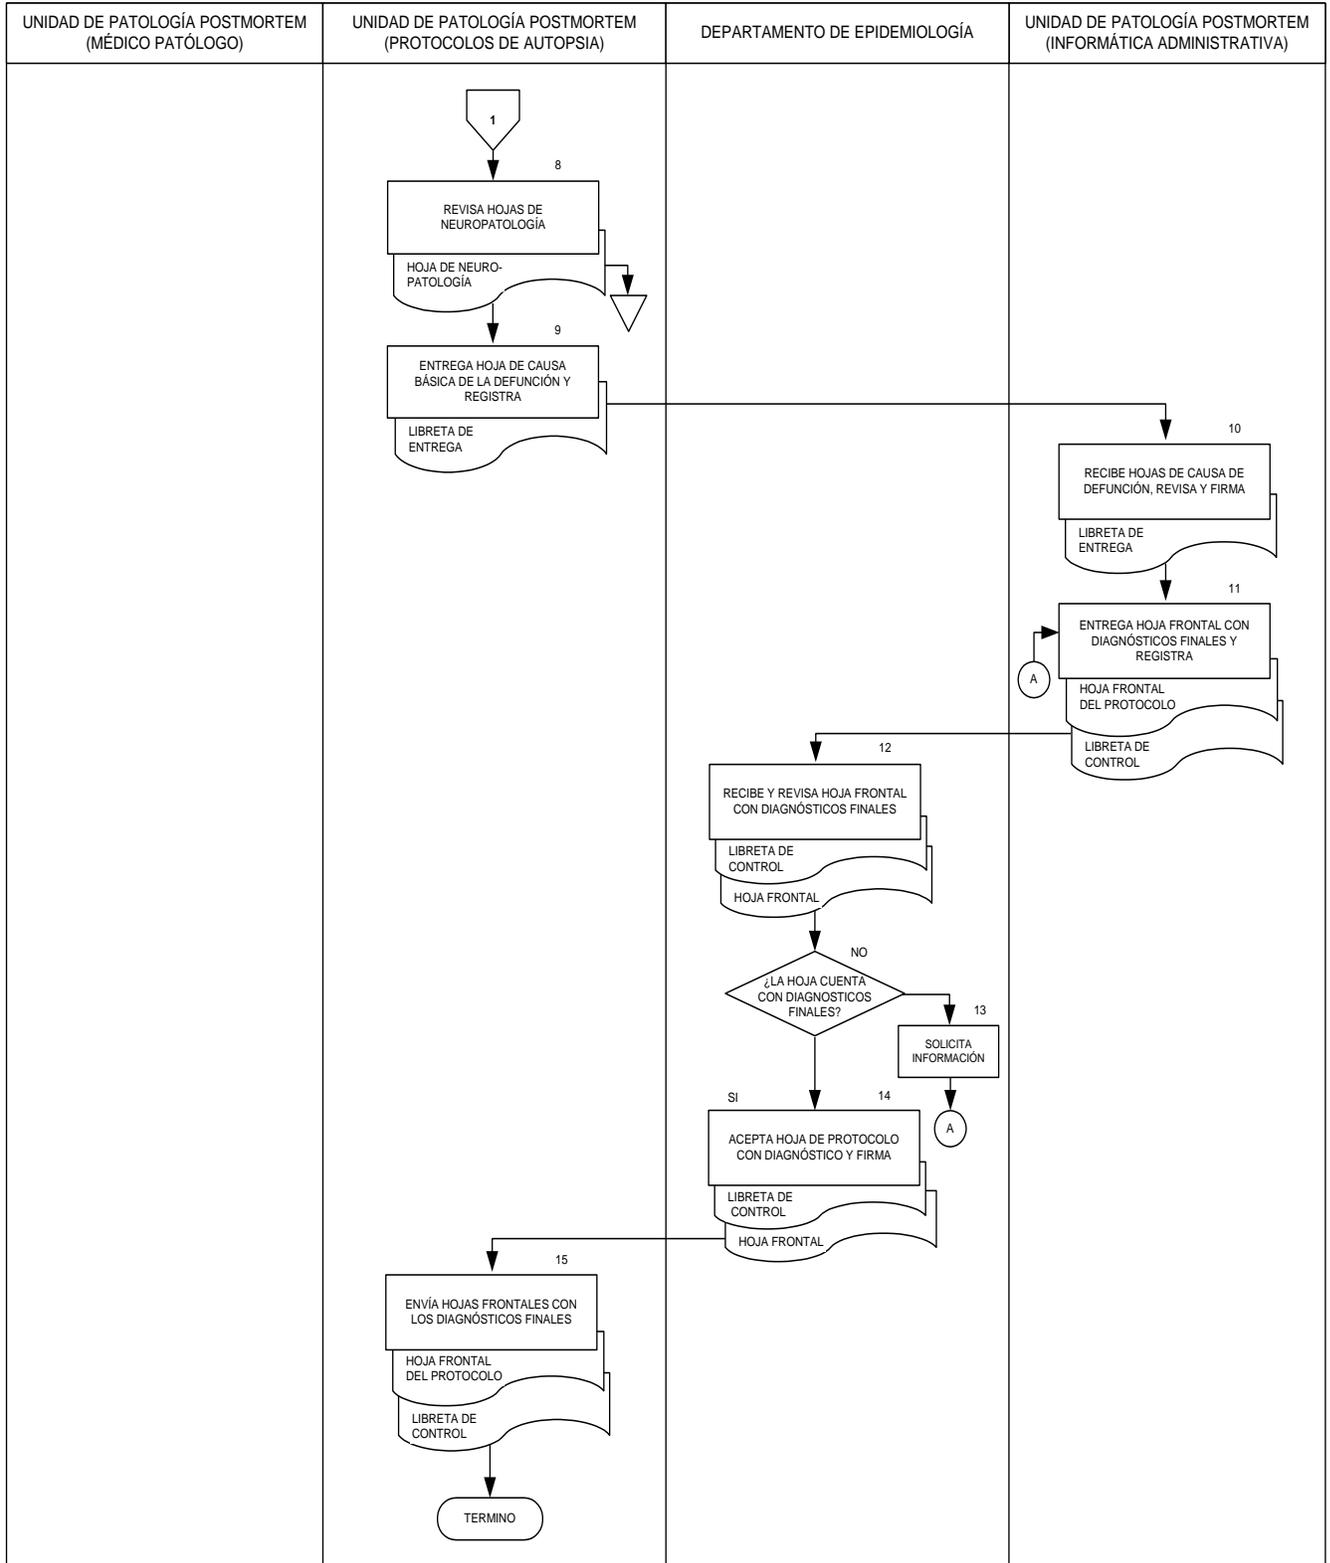 UNIDAD DE PATOLOGÍA POSTMORTEM
(MÉDICO PATÓLOGO)
UNIDAD DE PATOLOGÍA POSTMORTEM
(PROTOCOLOS DE AUTOPSIA)
DEPARTAMENTO DE EPIDEMIOLOGÍA
UNIDAD DE PATOLOGÍA POSTMORTEM
(INFORMÁTICA ADMINISTRATIVA)
1
8
REVISA HOJAS DE
NEUROPATOLOGÍA
HOJA DE NEURO-
PATOLOGÍA
9
ENTREGA HOJA DE CAUSA
BÁSICA DE LA DEFUNCIÓN Y
REGISTRA
LIBRETA DE
ENTREGA
10
RECIBE HOJAS DE CAUSA DE
DEFUNCIÓN, REVISA Y FIRMA
LIBRETA DE
ENTREGA
11
ENTREGA HOJA FRONTAL CON
DIAGNÓSTICOS FINALES Y
REGISTRA
A
HOJA FRONTAL
DEL PROTOCOLO
LIBRETA DE
CONTROL
12
RECIBE Y REVISA HOJA FRONTAL
CON DIAGNÓSTICOS FINALES
LIBRETA DE
CONTROL
HOJA FRONTAL
NO
¿LA HOJA CUENTA
CON DIAGNOSTICOS
FINALES?
13
SOLICITA
INFORMACIÓN
A
SI
14
ACEPTA HOJA DE PROTOCOLO
CON DIAGNÓSTICO Y FIRMA
LIBRETA DE
CONTROL
HOJA FRONTAL
15
ENVÍA HOJAS FRONTALES CON
LOS DIAGNÓSTICOS FINALES
HOJA FRONTAL
DEL PROTOCOLO
LIBRETA DE
CONTROL
TERMINO